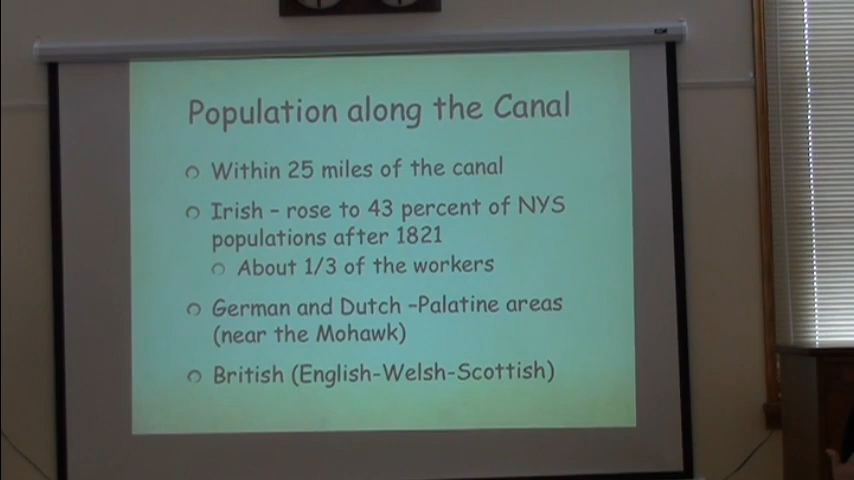 Population along the Canal
Within 25 miles of the canal
Irish – rose to 43 percent of NYS
populations after 1821
About 1/3 of the workers
German and Dutch –Palatine areas
(near the Mohawk)
British (English-Welsh-Scottish)